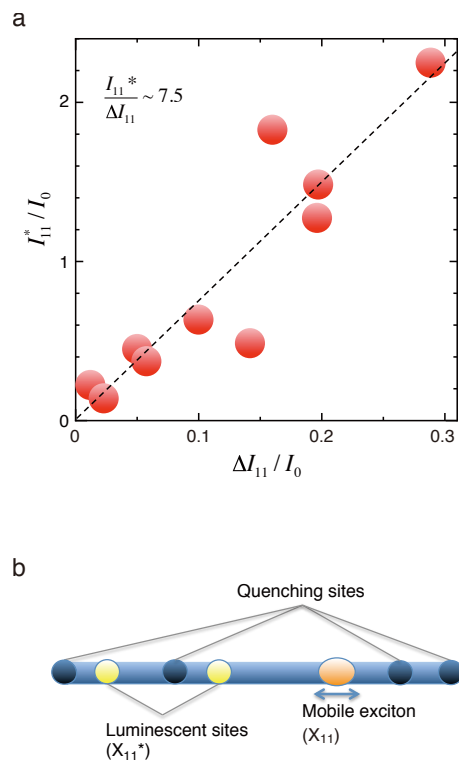 a
I₁₁* / ΔI₁₁ ~ 7.5
I₁₁* / I₀
2
1
0
0
0.1
0.2
0.3
ΔI₁₁ / I₀
b
Quenching sites
Luminescent sites
(X₁₁*)
Mobile exciton
(X₁₁)